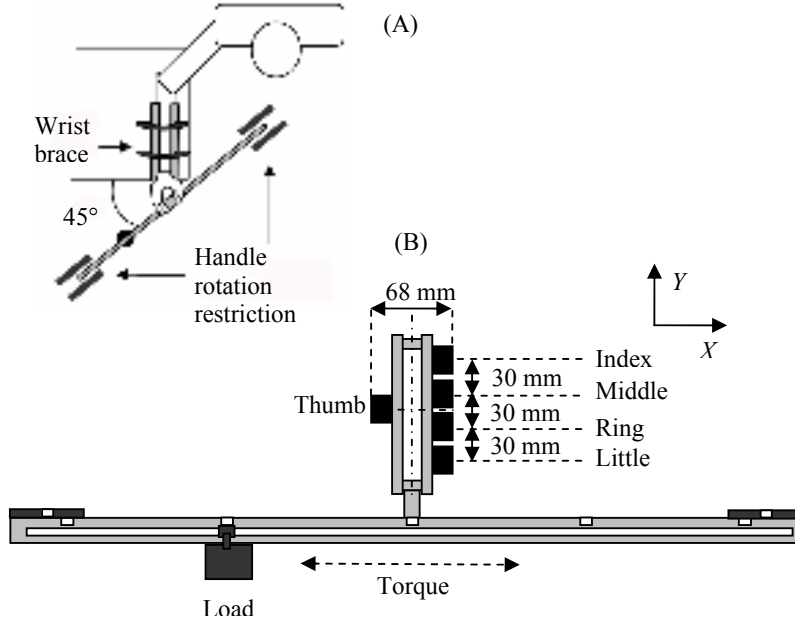 (A)
Wrist
brace
45°
Handle
rotation
restriction
(B)
68 mm
Y
X
Index
30 mm
Middle
Thumb
30 mm
Ring
30 mm
Little
Torque
Load